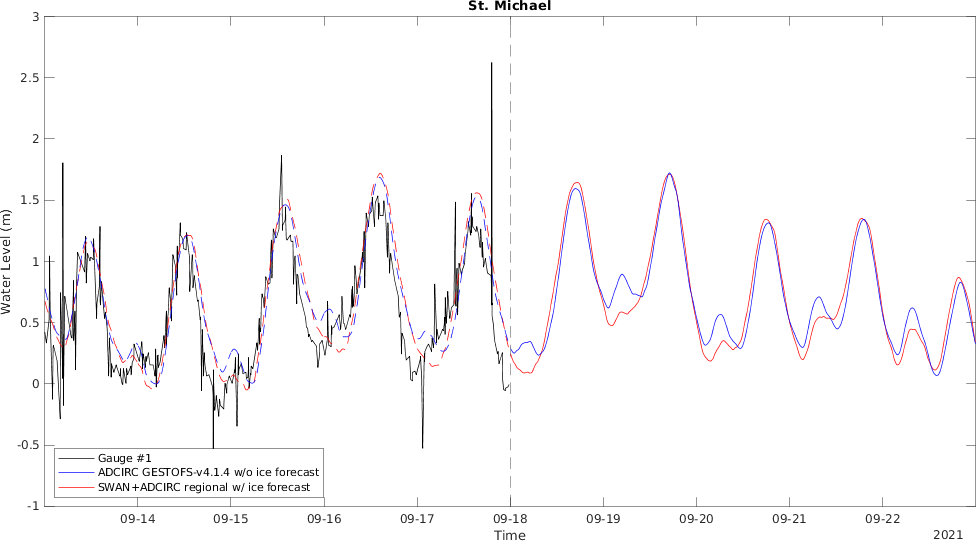 St. Michael
3
2.5
2
1.5
1
0.5
0
-0.5
-1
Water Level (m)
Gauge #1
ADCIRC GESTOFS-v4.1.4 w/o ice forecast
SWAN+ADCIRC regional w/ ice forecast
09-14 09-15 09-16 09-17 09-18 09-19 09-20 09-21 09-22
Time
2021